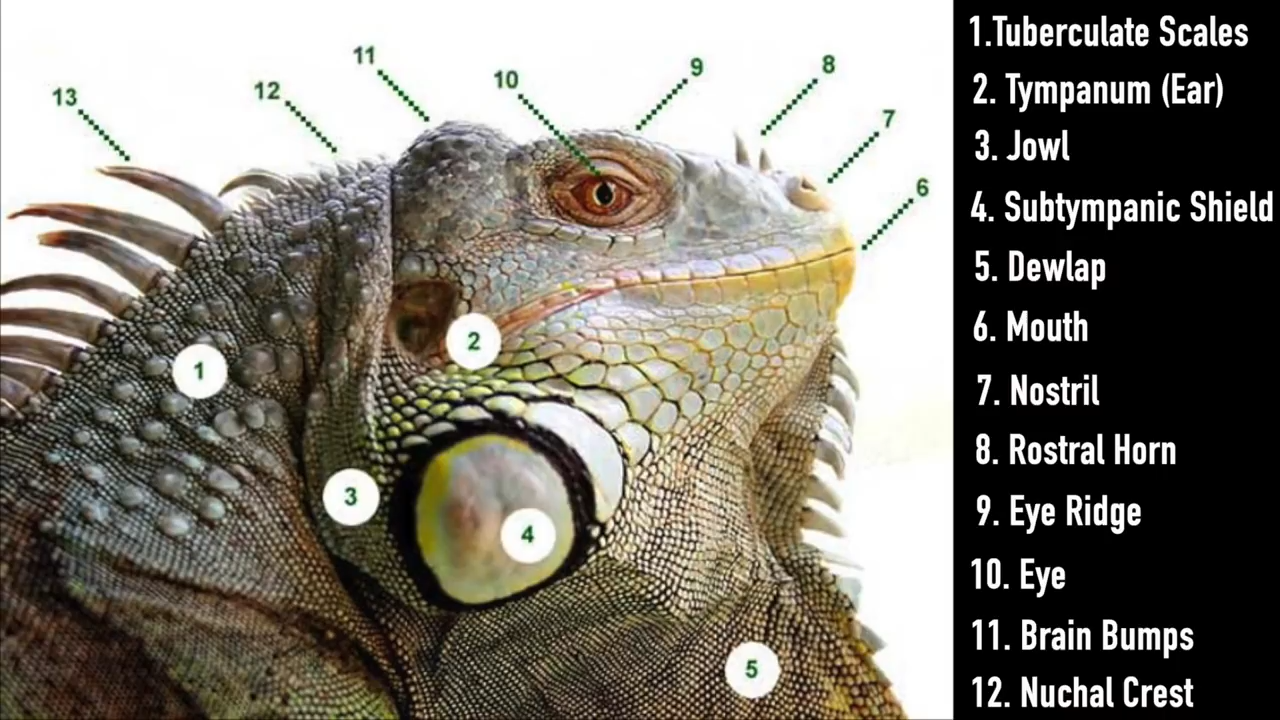 11
10
9
8
13
12
7
6
2
1
3
4
5
1.Tuberculate Scales
2. Tympanum (Ear)
3. Jowl
4. Subtympanic Shield
5. Dewlap
6. Mouth
7. Nostril
8. Rostral Horn
9. Eye Ridge
10. Eye
11. Brain Bumps
12. Nuchal Crest